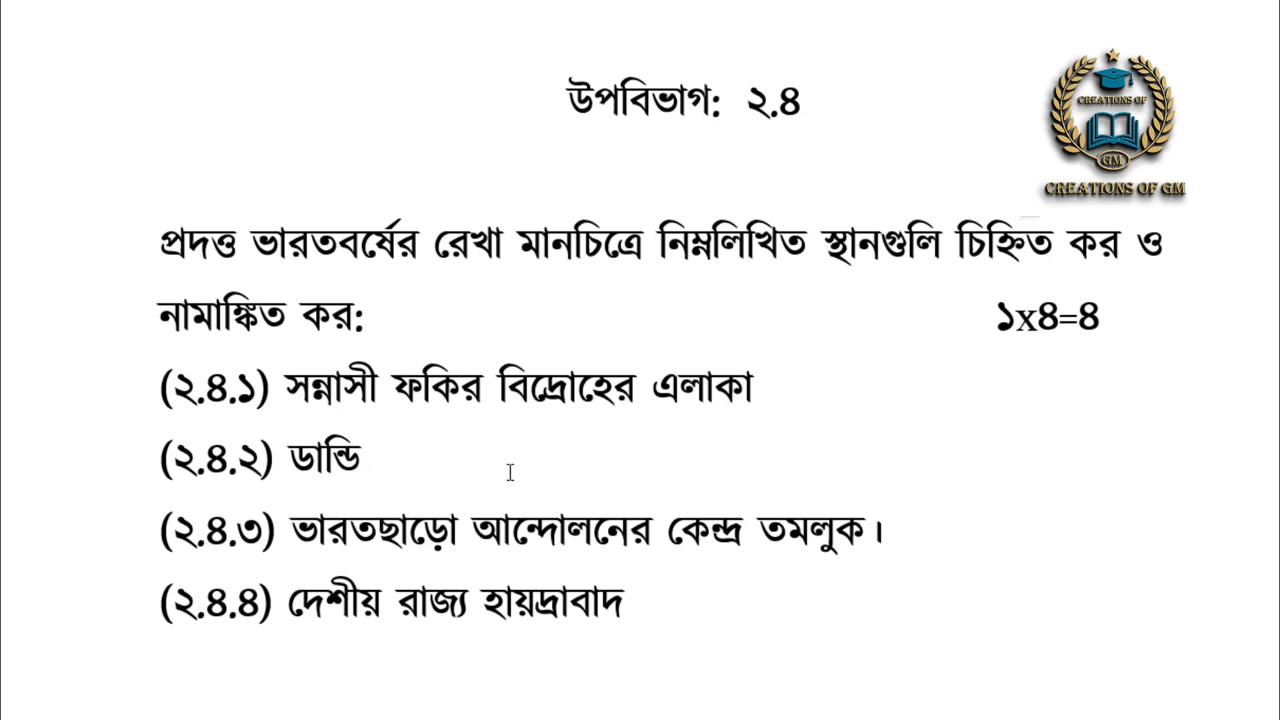 উপবিভাগ: ২.৪
CREATIONS OF
GM
CREATIONS OF GM
প্রদত্ত ভারতবর্ষের রেখা মানচিত্রে নিম্নলিখিত স্থানগুলি চিহ্নিত কর ও
নামাঙ্কিত কর: ১x৪=৪
(২.৪.১) সন্নাসী ফকির বিদ্রোহের এলাকা
(২.৪.২) ডান্ডি
(২.৪.৩) ভারতছাড়ো আন্দোলনের কেন্দ্র তমলুক।
(২.৪.৪) দেশীয় রাজ্য হায়দ্রাবাদ